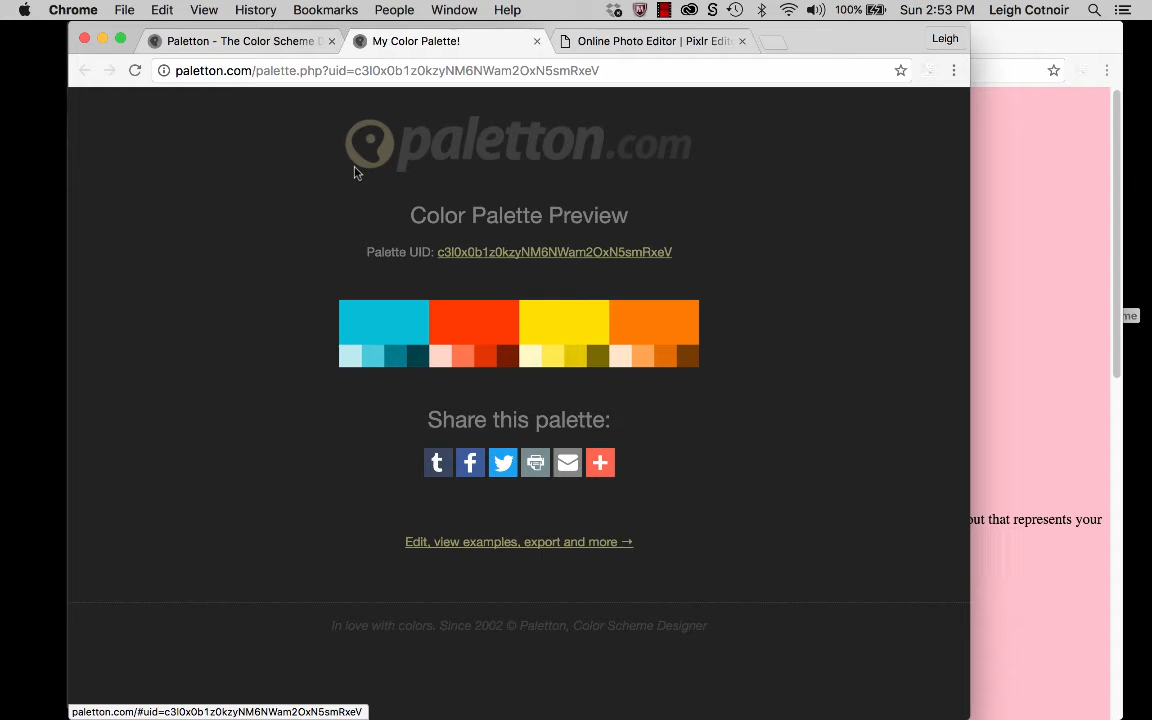 Chrome File Edit View History Bookmarks People Window Help S 100% Sun 2:53 PM Leigh Cotnoir
Paletton - The Color Scheme D My Color Palette! Online Photo Editor | Pixlr Edit Leigh
paletton.com/palette.php?uid=c3l0x0b1z0kzyNM6NWam2OxN5smRxeV
paletton.com
Color Palette Preview
Palette UID: c3l0x0b1z0kzyNM6NWam2OxN5smRxeV
me
Share this palette:
out that represents your
Edit, view examples, export and more →
In love with colors. Since 2002 © Paletton, Color Scheme Designer
paletton.com/#uid=c3l0x0b1z0kzyNM6NWam2OxN5smRxeV